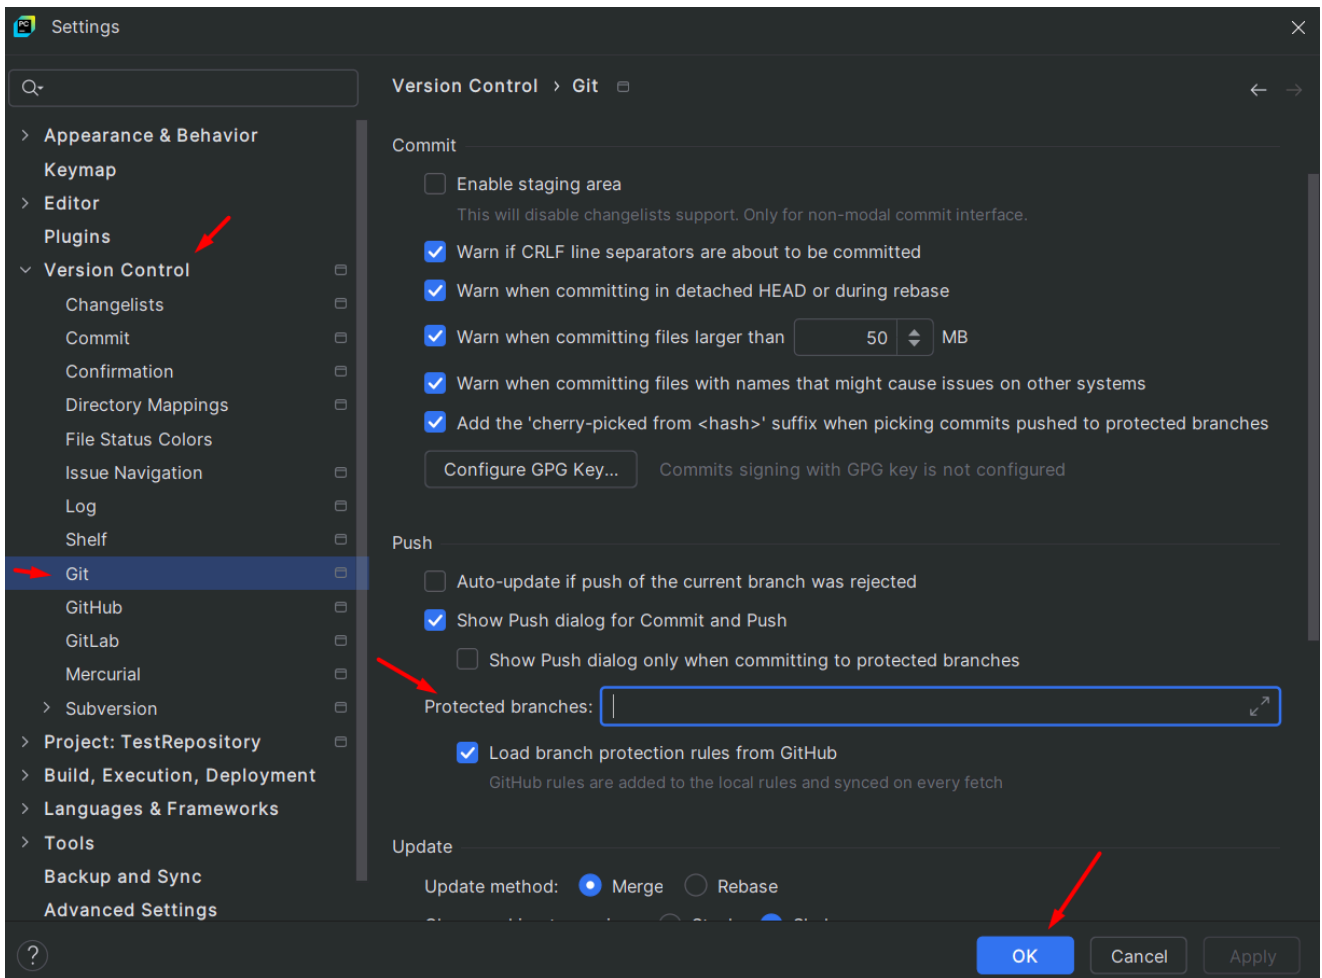 PC
Settings
Appearance & Behavior
Keymap
Editor
Plugins
Version Control
Changelists
Commit
Confirmation
Directory Mappings
File Status Colors
Issue Navigation
Log
Shelf
Git
GitHub
GitLab
Mercurial
Subversion
Project: TestRepository
Build, Execution, Deployment
Languages & Frameworks
Tools
Backup and Sync
Advanced Settings
Version Control › Git
Commit
Enable staging area
This will disable changelists support. Only for non-modal commit interface.
Warn if CRLF line separators are about to be committed
Warn when committing in detached HEAD or during rebase
Warn when committing files larger than 50 MB
Warn when committing files with names that might cause issues on other systems
Add the 'cherry-picked from <hash>' suffix when picking commits pushed to protected branches
Configure GPG Key... Commits signing with GPG key is not configured
Push
Auto-update if push of the current branch was rejected
Show Push dialog for Commit and Push
Show Push dialog only when committing to protected branches
Protected branches:
Load branch protection rules from GitHub
GitHub rules are added to the local rules and synced on every fetch
Update
Update method: Merge Rebase
? OK Cancel Apply